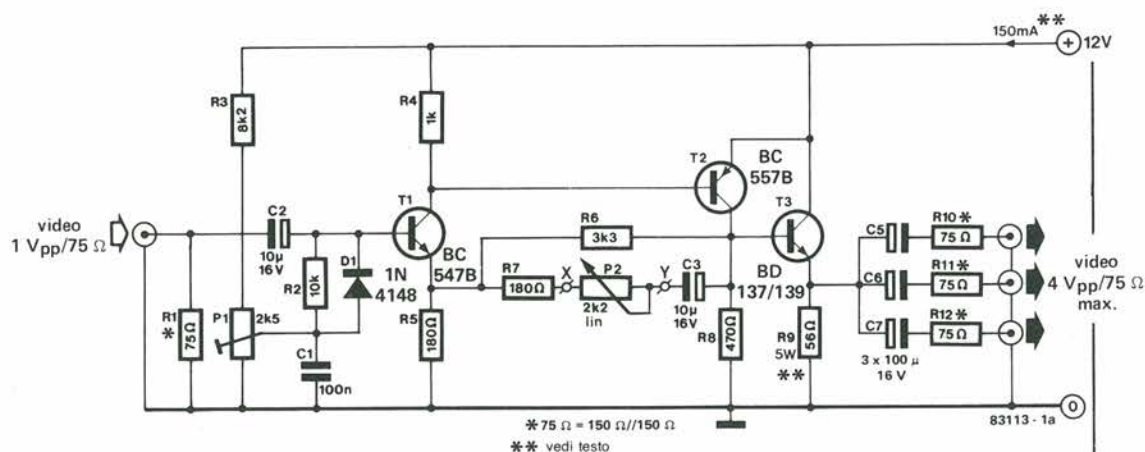 150mA **
+ 12V
R3
8k2
R4
1k
T2
BC
557B
T3
video
1 Vpp/75 Ω
C2
10µ
16V
T1
R6
3k3
C5
R10 *
75 Ω
D1
1N
4148
BC
547B
R7
180Ω
X
P2
2k2
lin
Y
C3
10µ
16V
BD
137/139
C6
R11 *
75 Ω
video
4 Vpp/75 Ω
max.
R2
10k
R1
*
75Ω
P1
2k5
C1
100n
R5
180Ω
R8
470Ω
R9
5W
**
56Ω
C7
R12 *
75 Ω
3 x 100 µ
16 V
0
83113 - 1a
* 75 Ω = 150 Ω//150 Ω
** vedi testo